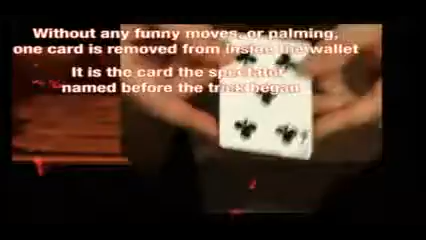 Without any funny moves, or palming,
one card is removed from inside the wallet
It is the card the spectator
named before the trick began